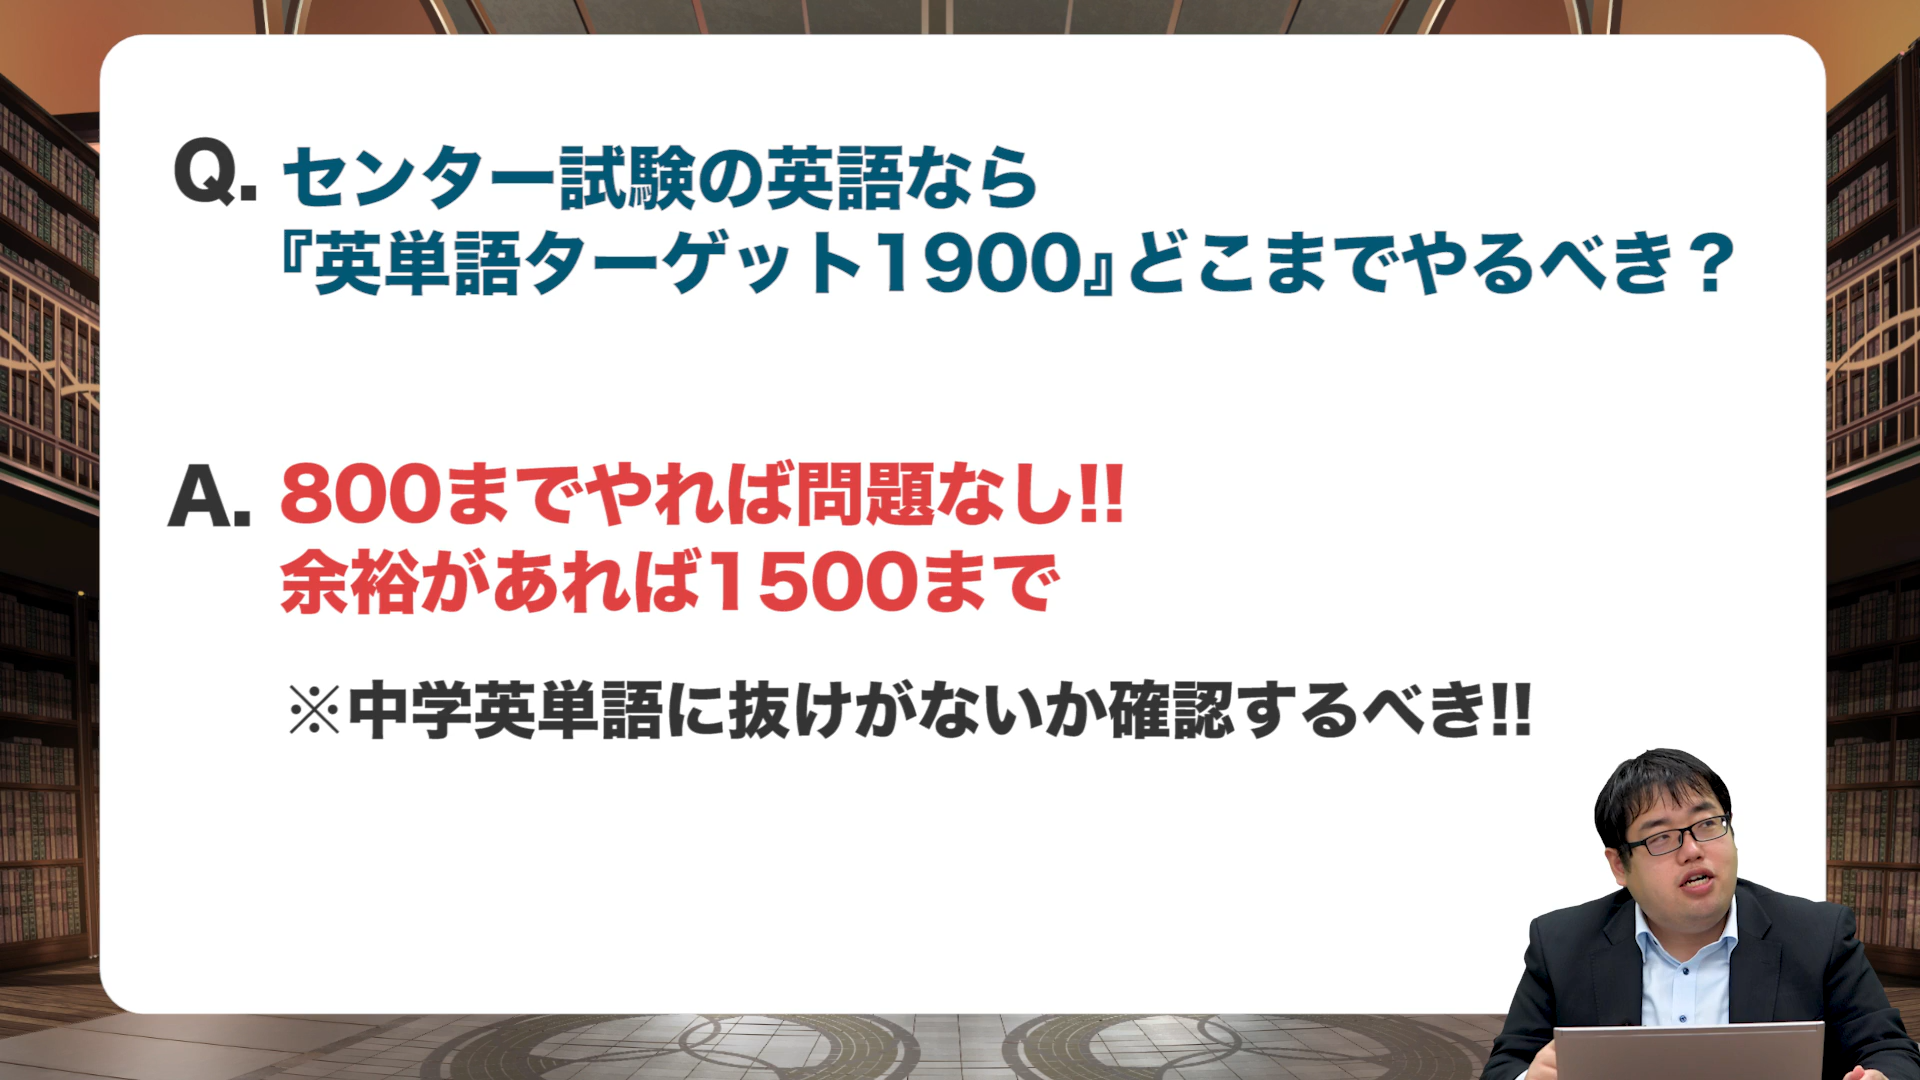 Q. センター試験の英語なら
『英単語ターゲット1900』どこまでやるべき？
A. 800までやれば問題なし!!
余裕があれば1500まで
※中学英単語に抜けがないか確認するべき!!